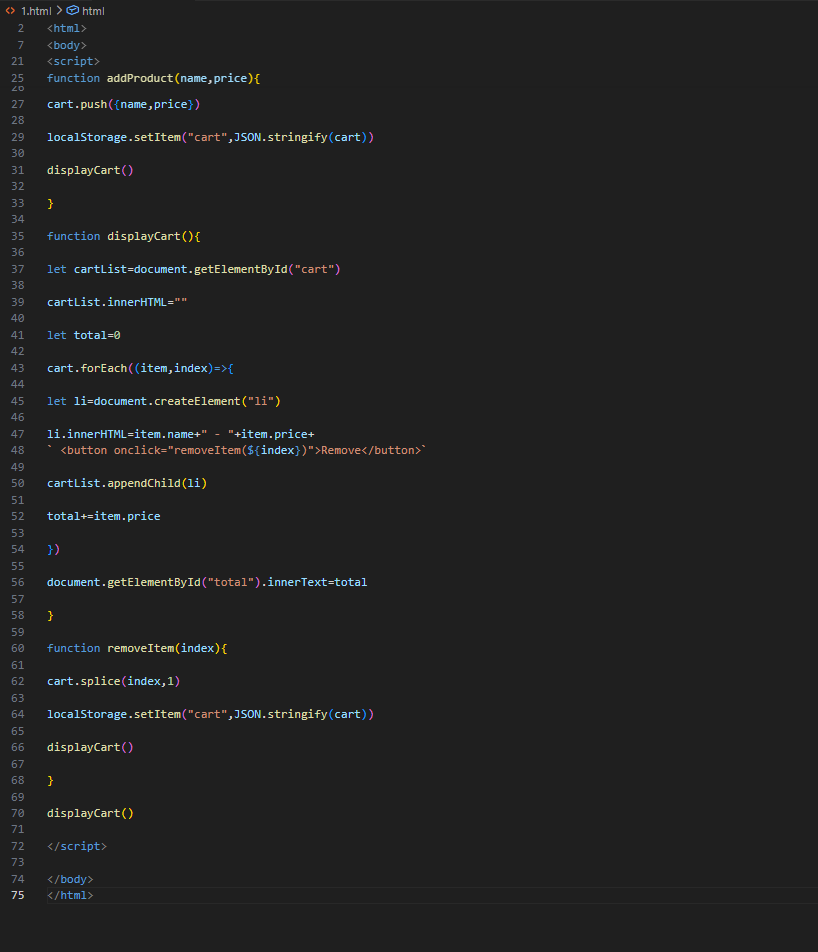 1.html > html
2 <html>
7 <body>
21 <script>
25 function addProduct(name,price){
26
27 cart.push({name,price})
28
29 localStorage.setItem("cart",JSON.stringify(cart))
30
31 displayCart()
32
33 }
34
35 function displayCart(){
36
37 let cartList=document.getElementById("cart")
38
39 cartList.innerHTML=""
40
41 let total=0
42
43 cart.forEach((item,index)=>{
44
45 let li=document.createElement("li")
46
47 li.innerHTML=item.name+" - "+item.price+
48 ` <button onclick="removeItem(${index})">Remove</button>`
49
50 cartList.appendChild(li)
51
52 total+=item.price
53
54 })
55
56 document.getElementById("total").innerText=total
57
58 }
59
60 function removeItem(index){
61
62 cart.splice(index,1)
63
64 localStorage.setItem("cart",JSON.stringify(cart))
65
66 displayCart()
67
68 }
69
70 displayCart()
71
72 </script>
73
74 </body>
75 </html>